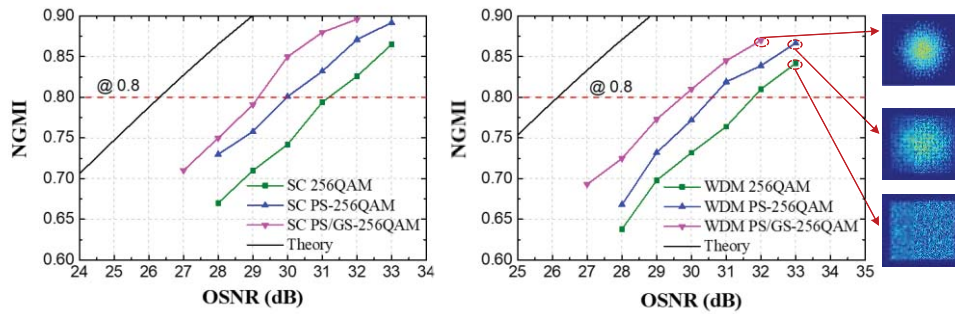 NGMI
0.90
0.85
0.80
0.75
0.70
0.65
0.60
@ 0.8
SC 256QAM
SC PS-256QAM
SC PS/GS-256QAM
Theory
24 25 26 27 28 29 30 31 32 33 34
OSNR (dB)
NGMI
0.90
0.85
0.80
0.75
0.70
0.65
0.60
@ 0.8
WDM 256QAM
WDM PS-256QAM
WDM PS/GS-256QAM
Theory
25 26 27 28 29 30 31 32 33 34 35
OSNR (dB)